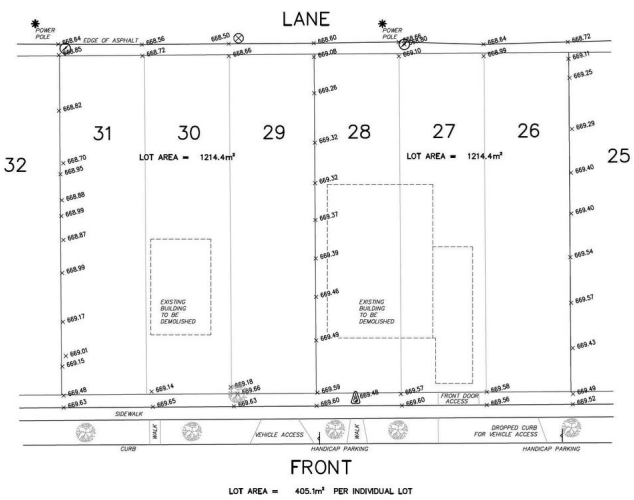 LANE
POWER
POLE
668.64
EDGE OF ASPHALT
668.56
668.50
668.60
POWER
POLE
668.66
668.80
668.64
668.72
668.85
668.72
668.66
669.08
669.10
668.99
669.11
669.25
669.26
668.82
669.29
31
30
29
28
27
26
669.32
32
25
LOT AREA = 1214.4m²
LOT AREA = 1214.4m²
668.70
668.95
669.40
669.32
668.88
668.99
669.40
669.37
668.87
669.54
669.39
668.99
669.57
669.46
EXISTING
BUILDING
TO BE
DEMOLISHED
EXISTING
BUILDING
TO BE
DEMOLISHED
669.17
669.49
669.43
669.01
669.15
669.48
669.14
669.18
669.66
669.59
669.48
669.57
FRONT DOOR
ACCESS
669.58
669.49
669.63
669.65
669.63
669.60
669.60
669.56
669.52
SIDEWALK
WALK
VEHICLE ACCESS
WALK
DROPPED CURB
FOR VEHICLE ACCESS
CURB
HANDICAP PARKING
HANDICAP PARKING
FRONT
LOT AREA = 405.1m² PER INDIVIDUAL LOT